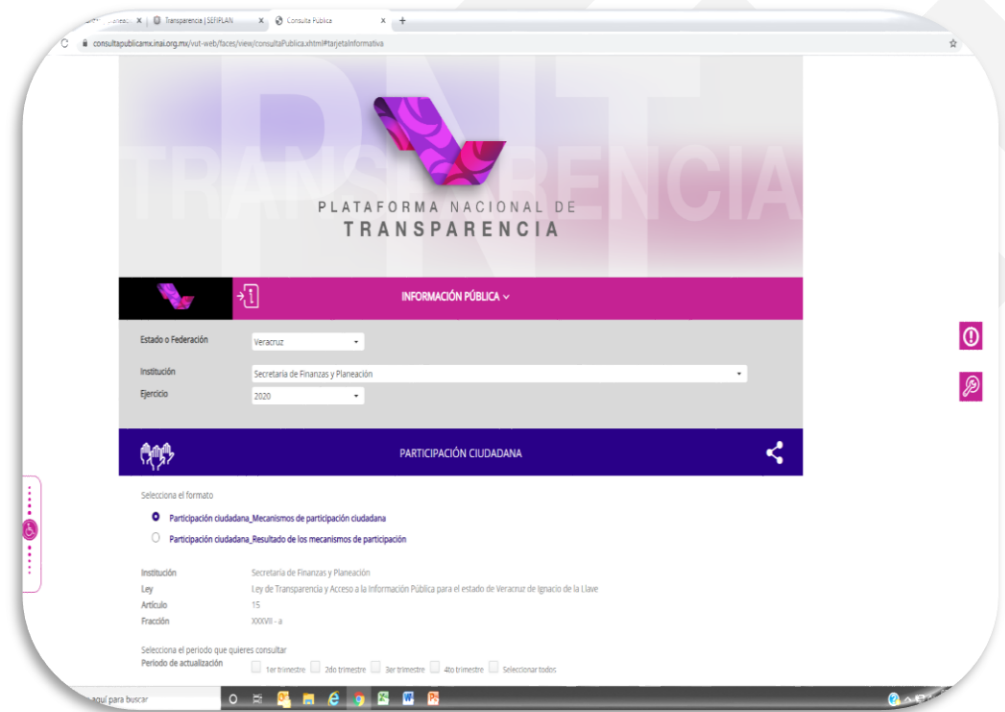 Transparencia | SEFIPLAN
Consulta Publica
consultapublicamx.inai.org.mx/vut-web/faces/view/consultaPublica.xhtml#tarjetaInformativa
PNT
TRANSPARENCIA
PLATAFORMA NACIONAL DE
TRANSPARENCIA
INFORMACIÓN PÚBLICA
Estado o Federación
Veracruz
Institución
Secretaría de Finanzas y Planeación
Ejercicio
2020
PARTICIPACIÓN CIUDADANA
Selecciona el formato
Participación ciudadana_Mecanismos de participación ciudadana
Participación ciudadana_Resultado de los mecanismos de participación
Institución Secretaría de Finanzas y Planeación
Ley Ley de Transparencia y Acceso a la Información Pública para el estado de Veracruz de Ignacio de la Llave
Artículo 15
Fracción XXXVII - a
Selecciona el periodo que quieres consultar
Periodo de actualización 1er trimestre 2do trimestre 3er trimestre 4to trimestre Seleccionar todos
aquí para buscar